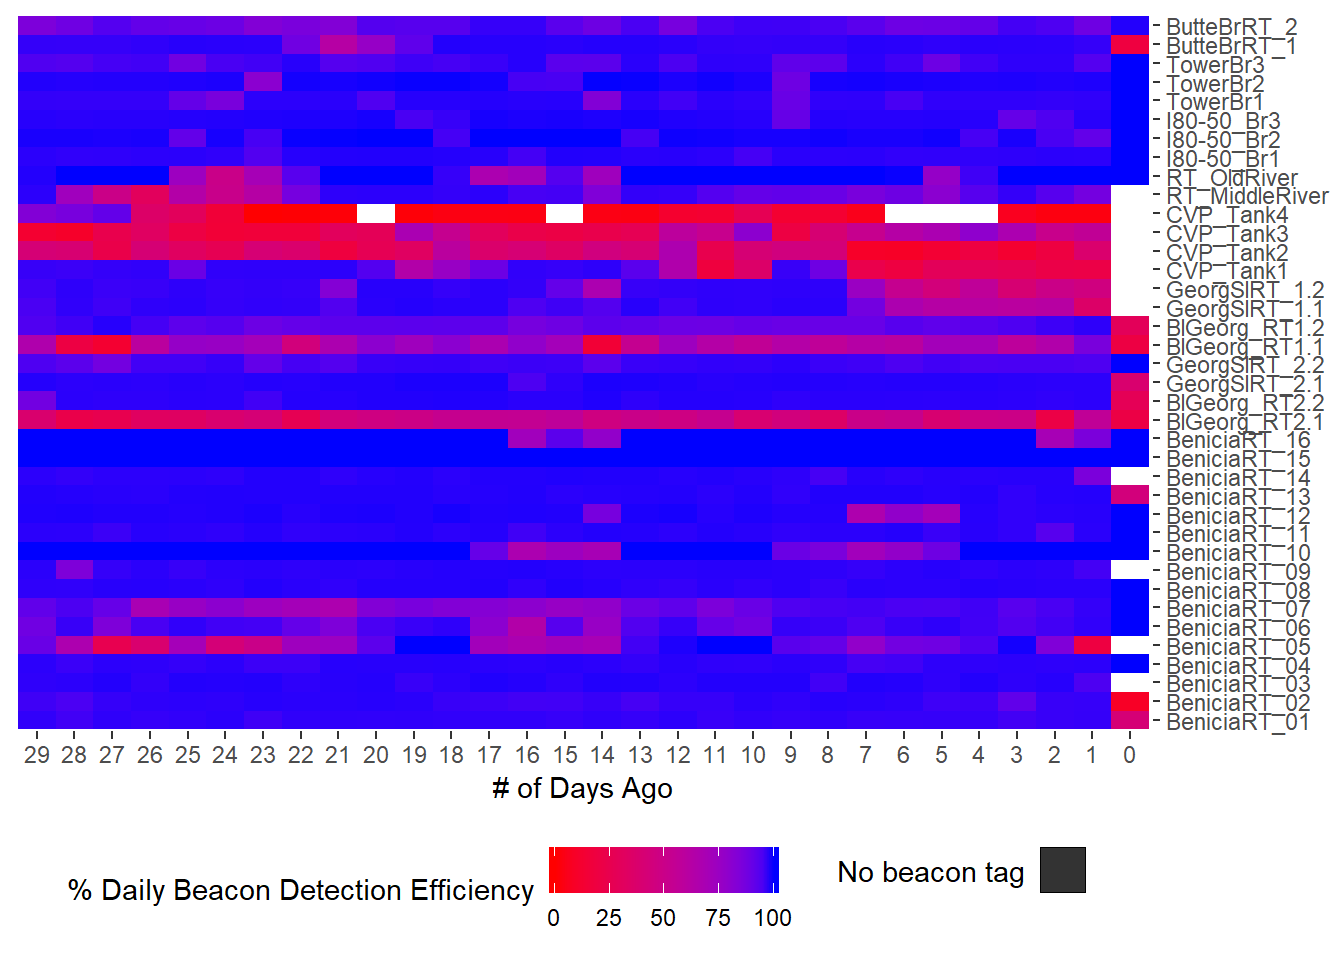 ButteBrRT_2
ButteBrRT_1
TowerBr3
TowerBr2
TowerBr1
I80-50_Br3
I80-50_Br2
I80-50_Br1
RT_OldRiver
RT_MiddleRiver
CVP_Tank4
CVP_Tank3
CVP_Tank2
CVP_Tank1
GeorgSlRT_1.2
GeorgSlRT_1.1
BlGeorg_RT1.2
BlGeorg_RT1.1
GeorgSlRT_2.2
GeorgSlRT_2.1
BlGeorg_RT2.2
BlGeorg_RT2.1
BeniciaRT_16
BeniciaRT_15
BeniciaRT_14
BeniciaRT_13
BeniciaRT_12
BeniciaRT_11
BeniciaRT_10
BeniciaRT_09
BeniciaRT_08
BeniciaRT_07
BeniciaRT_06
BeniciaRT_05
BeniciaRT_04
BeniciaRT_03
BeniciaRT_02
BeniciaRT_01
29 28 27 26 25 24 23 22 21 20 19 18 17 16 15 14 13 12 11 10 9 8 7 6 5 4 3 2 1 0
# of Days Ago
% Daily Beacon Detection Efficiency
0 25 50 75 100
No beacon tag